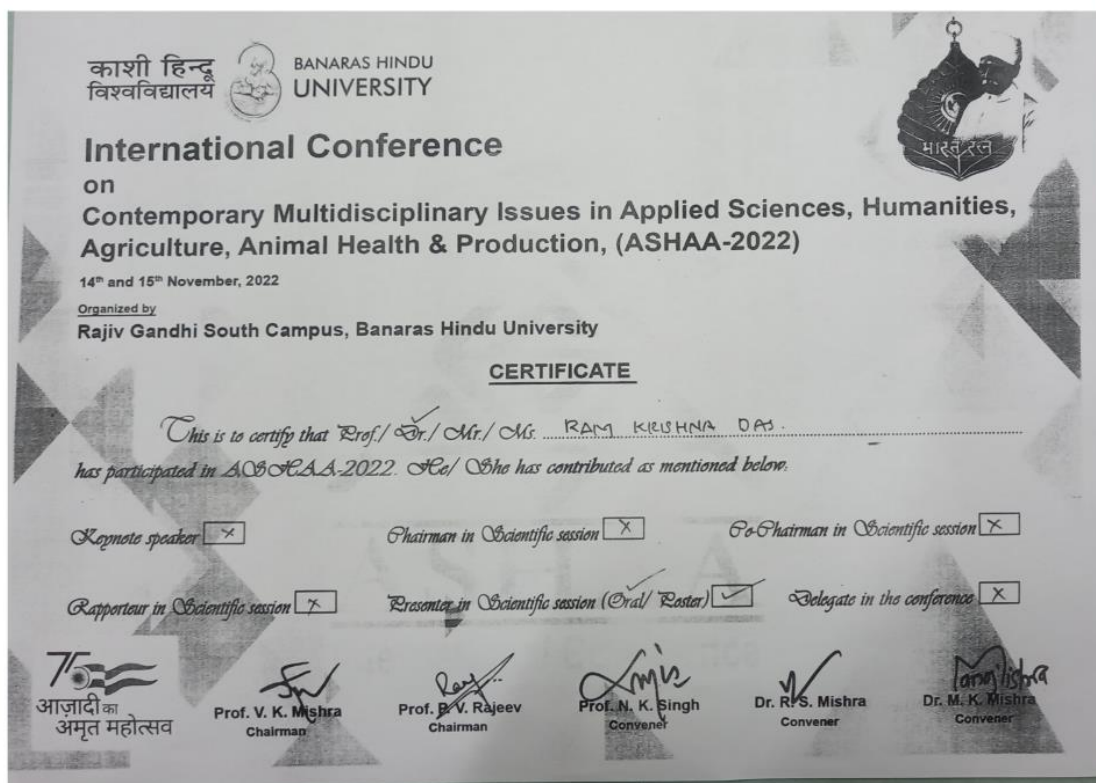 काशी हिन्दू
विश्वविद्यालय
BANARAS HINDU
UNIVERSITY
भारत रत्न
International Conference
on
Contemporary Multidisciplinary Issues in Applied Sciences, Humanities,
Agriculture, Animal Health & Production, (ASHAA-2022)
14th and 15th November, 2022
Organized by
Rajiv Gandhi South Campus, Banaras Hindu University
CERTIFICATE
This is to certify that Prof./ Dr./ Mr./ Ms. RAM KRISHNA DAS.
has participated in ASHAA-2022. He/ She has contributed as mentioned below:
Keynote speaker X Chairman in Scientific session X Co-Chairman in Scientific session X
Rapporteur in Scientific session X Presenter in Scientific session (Oral/ Poster) ✓ Delegate in the conference X
75
आज़ादी का
अमृत महोत्सव
Prof. V. K. Mishra
Chairman
Prof. B. V. Rajeev
Chairman
Prof. N. K. Singh
Convener
Dr. R. S. Mishra
Convener
Dr. M. K. Mishra
Convener